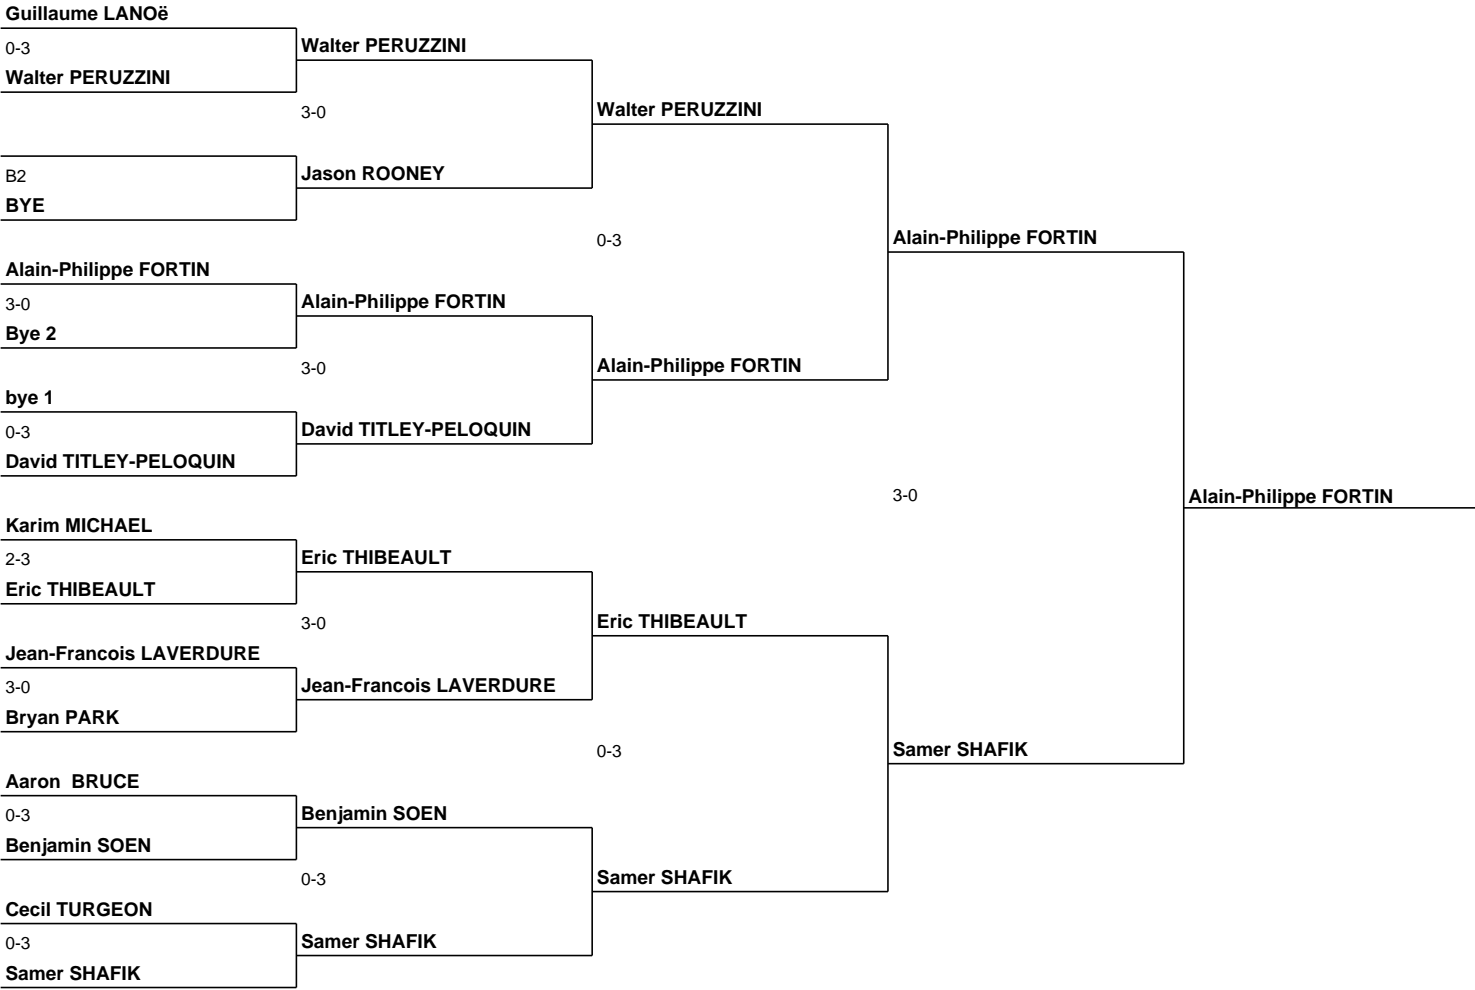 Guillaume LANOë
0-3
Walter PERUZZINI
B2
BYE
Alain-Philippe FORTIN
3-0
Bye 2
bye 1
0-3
David TITLEY-PELOQUIN
Karim MICHAEL
2-3
Eric THIBEAULT
Jean-Francois LAVERDURE
3-0
Bryan PARK
Aaron  BRUCE
0-3
Benjamin SOEN
Cecil TURGEON
0-3
Samer SHAFIK
Walter PERUZZINI
3-0
Jason ROONEY
Alain-Philippe FORTIN
3-0
David TITLEY-PELOQUIN
Eric THIBEAULT
3-0
Jean-Francois LAVERDURE
Benjamin SOEN
0-3
Samer SHAFIK
Walter PERUZZINI
0-3
Alain-Philippe FORTIN
Eric THIBEAULT
0-3
Samer SHAFIK
Alain-Philippe FORTIN
3-0
Samer SHAFIK
Alain-Philippe FORTIN